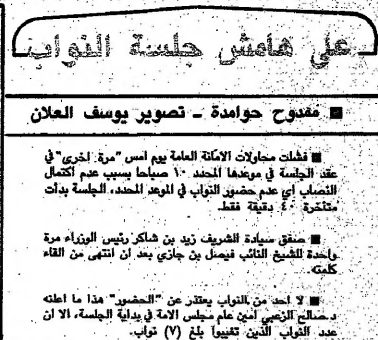 على هامش جلسة النواب
■ ممدوح حوامدة ـ تصوير يوسف العلان
■ فشلت محاولات الامانة العامة يوم امس "مرة اخرى" في
عقد الجلسة في موعدها المحدد ١٠ صباحا بسبب عدم اكتمال
النصاب اي عدم حضور النواب في الموعد المحدد، الجلسة بدات
متأخرة ٤٠ دقيقة فقط.
■ صفق سيادة الشريف زيد بن شاكر رئيس الوزراء مرة
واحدة للشيخ النائب فيصل بن جازي بعد ان انتهى من القاء
كلمته.
■ لا احد من النواب يعتذر عن "الحضور" هذا ما اعلنه
د.صالح الزعبي امين عام مجلس الامة في بداية الجلسة، الا ان
عدد النواب الذين تغيبوا بلغ (٧) نواب.